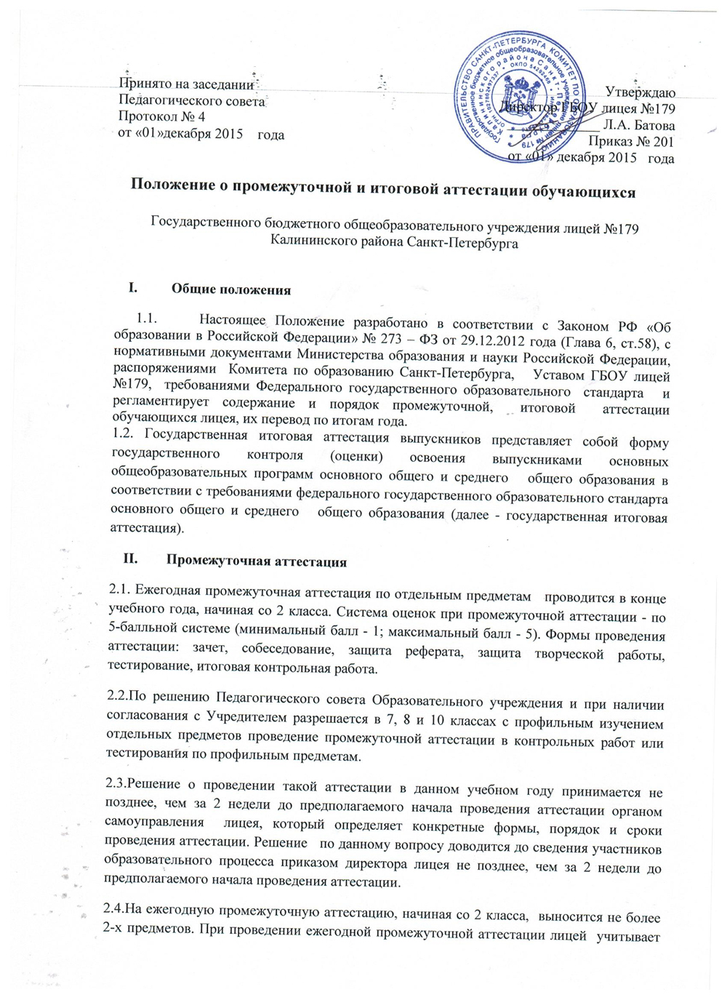 Принято на заседании
Педагогического совета
Протокол № 4
от «01»декабря 2015 года
Утверждаю
Директор ГБОУ лицея №179
Л.А. Батова
Приказ № 201
от «01» декабря 2015 года
ПРАВИТЕЛЬСТВО САНКТ-ПЕТЕРБУРГА КОМИТЕТ ПО ОБРАЗОВАНИЮ
Государственное бюджетное общеобразовательное учреждение лицей № 179
Калининского района Санкт-Петербурга
Положение о промежуточной и итоговой аттестации обучающихся
Государственного бюджетного общеобразовательного учреждения лицей №179
Калининского района Санкт-Петербурга
I. Общие положения
1.1. Настоящее Положение разработано в соответствии с Законом РФ «Об
образовании в Российской Федерации» № 273 – ФЗ от 29.12.2012 года (Глава 6, ст.58), с
нормативными документами Министерства образования и науки Российской Федерации,
распоряжениями Комитета по образованию Санкт-Петербурга, Уставом ГБОУ лицей
№179, требованиями Федерального государственного образовательного стандарта и
регламентирует содержание и порядок промежуточной, итоговой аттестации
обучающихся лицея, их перевод по итогам года.
1.2. Государственная итоговая аттестация выпускников представляет собой форму
государственного контроля (оценки) освоения выпускниками основных
общеобразовательных программ основного общего и среднего общего образования в
соответствии с требованиями федерального государственного образовательного стандарта
основного общего и среднего общего образования (далее - государственная итоговая
аттестация).
II. Промежуточная аттестация
2.1. Ежегодная промежуточная аттестация по отдельным предметам проводится в конце
учебного года, начиная со 2 класса. Система оценок при промежуточной аттестации - по
5-балльной системе (минимальный балл - 1; максимальный балл - 5). Формы проведения
аттестации: зачет, собеседование, защита реферата, защита творческой работы,
тестирование, итоговая контрольная работа.
2.2.По решению Педагогического совета Образовательного учреждения и при наличии
согласования с Учредителем разрешается в 7, 8 и 10 классах с профильным изучением
отдельных предметов проведение промежуточной аттестации в контрольных работ или
тестирования по профильным предметам.
2.3.Решение о проведении такой аттестации в данном учебном году принимается не
позднее, чем за 2 недели до предполагаемого начала проведения аттестации органом
самоуправления лицея, который определяет конкретные формы, порядок и сроки
проведения аттестации. Решение по данному вопросу доводится до сведения участников
образовательного процесса приказом директора лицея не позднее, чем за 2 недели до
предполагаемого начала проведения аттестации.
2.4.На ежегодную промежуточную аттестацию, начиная со 2 класса, выносится не более
2-х предметов. При проведении ежегодной промежуточной аттестации лицей учитывает